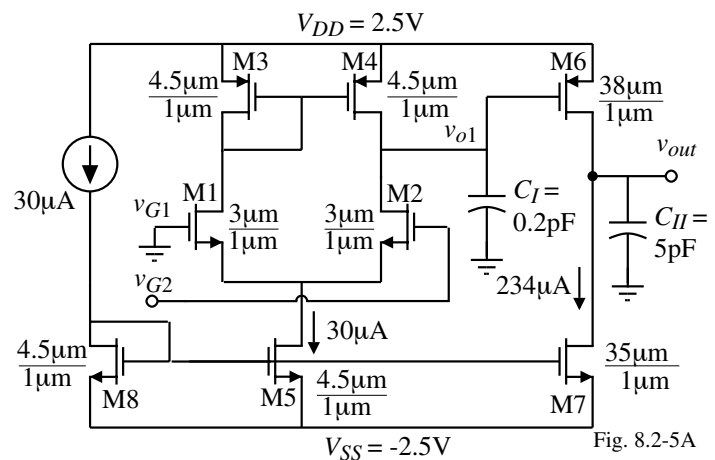 V_DD = 2.5V
M3
M4
M6
4.5μm
1μm
4.5μm
1μm
38μm
1μm
v_o1
v_out
30μA
M1
M2
v_G1
3μm
1μm
3μm
1μm
C_I =
0.2pF
C_II =
5pF
v_G2
234μA
30μA
4.5μm
1μm
M8
M5
4.5μm
1μm
35μm
1μm
M7
V_SS = -2.5V
Fig. 8.2-5A